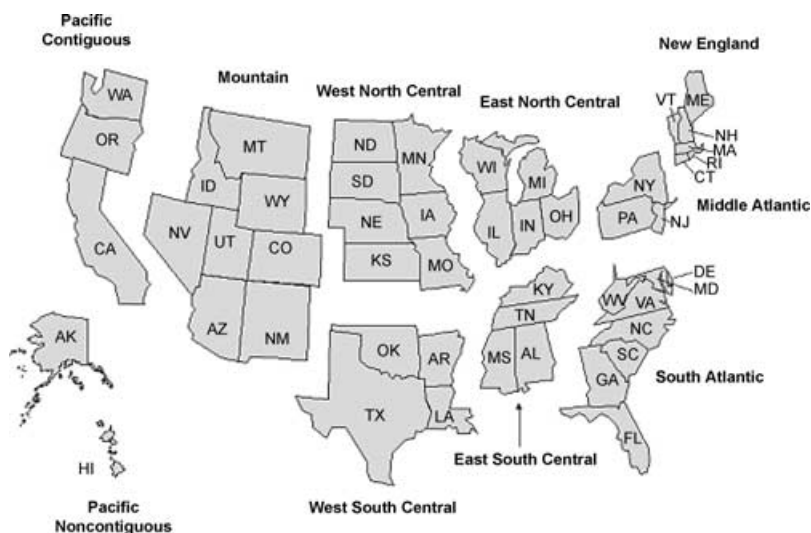 Pacific
Contiguous
WA
OR
CA
Mountain
MT
ID
WY
NV
UT
CO
AZ
NM
West North Central
ND
MN
SD
IA
NE
KS
MO
East North Central
WI
MI
IL
IN
OH
New England
ME
VT
NH
MA
RI
CT
NY
Middle Atlantic
PA
NJ
DE
MD
WV
VA
NC
SC
GA
FL
South Atlantic
KY
TN
MS
AL
East South Central
OK
AR
TX
LA
West South Central
AK
HI
Pacific
Noncontiguous